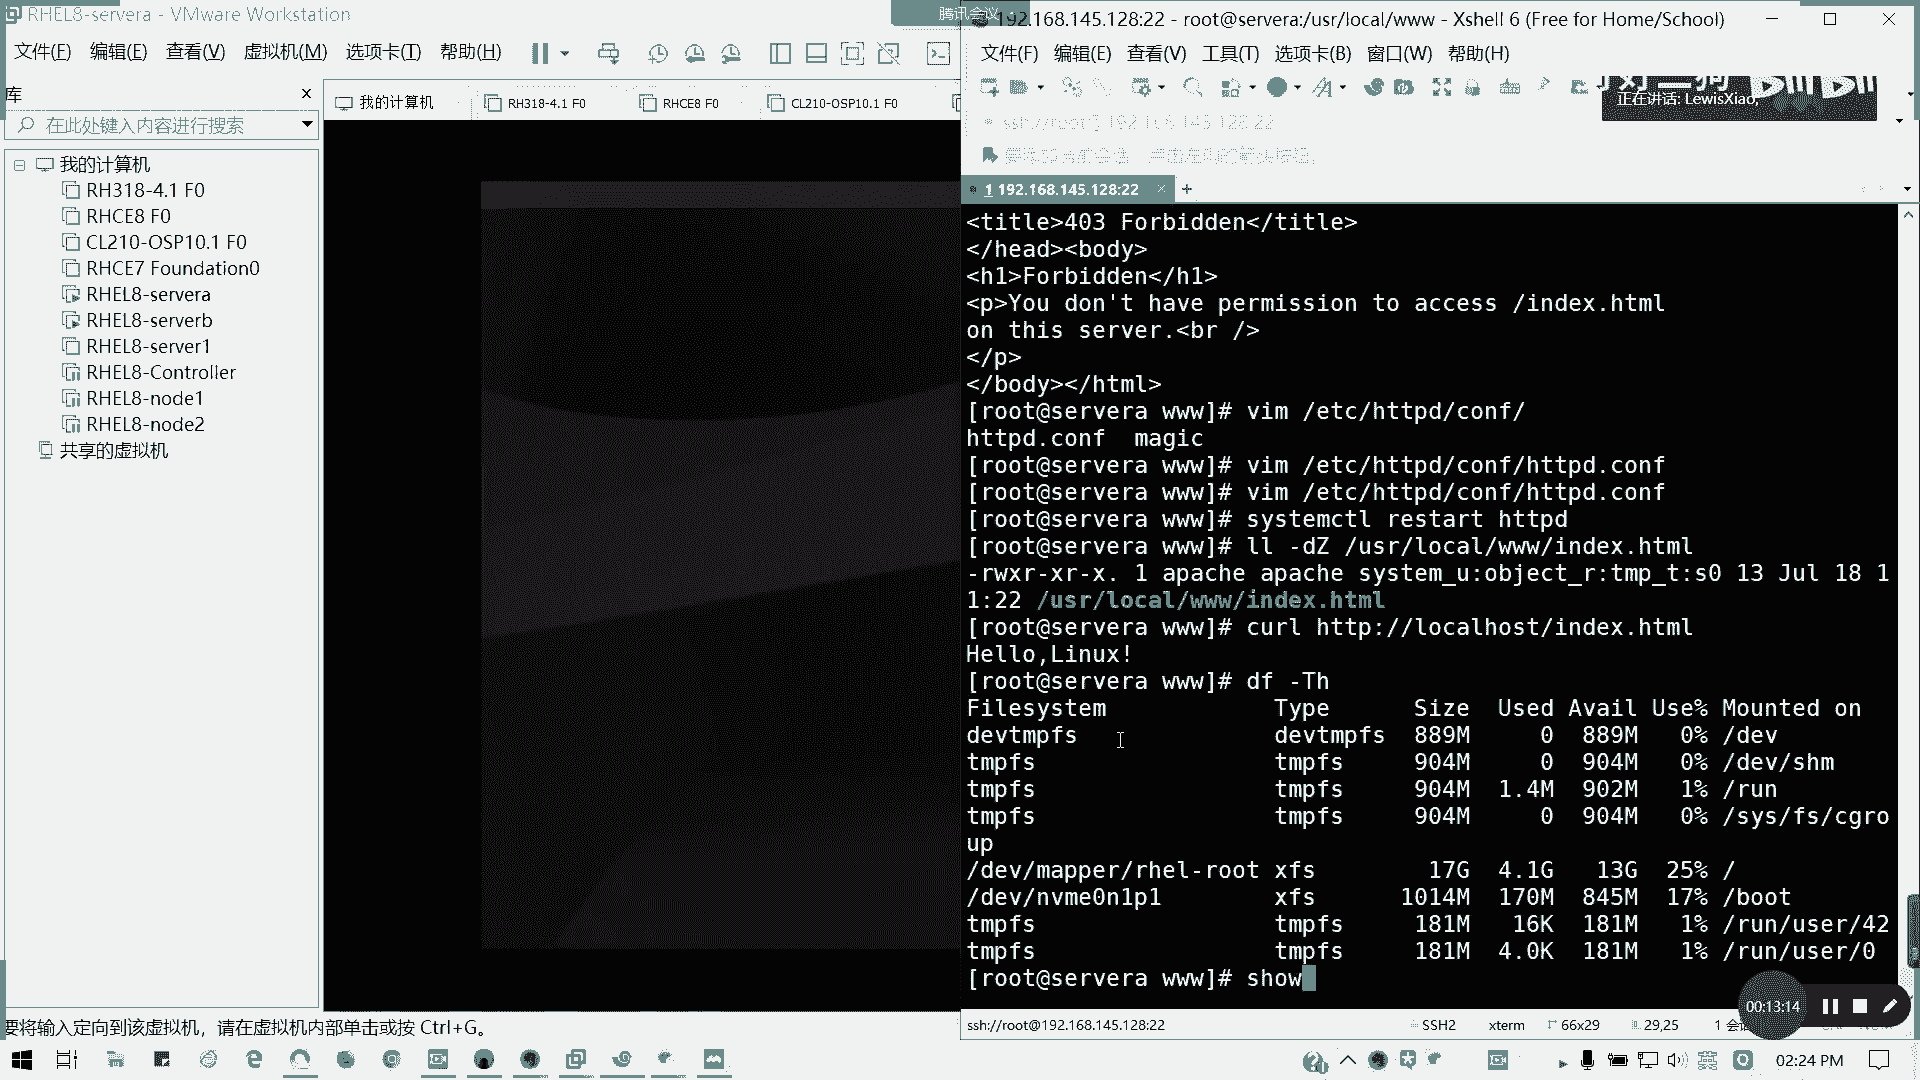 RHEL8-servera - VMware Workstation
文件(F) 编辑(E) 查看(V) 虚拟机(M) 选项卡(T) 帮助(H)
库
在此处键入内容进行搜索
我的计算机
RH318-4.1 F0
RHCE8 F0
CL210-OSP10.1 F0
RHCE7 Foundation0
RHEL8-servera
RHEL8-serverb
RHEL8-server1
RHEL8-Controller
RHEL8-node1
RHEL8-node2
共享的虚拟机
我的计算机 RH318-4.1 F0 RHCE8 F0 CL210-OSP10.1 F0
要将输入定向到该虚拟机，请在虚拟机内部单击或按 Ctrl+G。
腾讯会议
192.168.145.128:22 - root@servera:/usr/local/www - Xshell 6 (Free for Home/School)
文件(F) 编辑(E) 查看(V) 工具(T) 选项卡(B) 窗口(W) 帮助(H)
正在讲话: LewisXiao;
1 192.168.145.128:22
<title>403 Forbidden</title>
</head><body>
<h1>Forbidden</h1>
<p>You don't have permission to access /index.html
on this server.<br />
</p>
</body></html>
[root@servera www]# vim /etc/httpd/conf/
httpd.conf  magic
[root@servera www]# vim /etc/httpd/conf/httpd.conf
[root@servera www]# vim /etc/httpd/conf/httpd.conf
[root@servera www]# systemctl restart httpd
[root@servera www]# ll -dZ /usr/local/www/index.html
-rwxr-xr-x. 1 apache apache system_u:object_r:tmp_t:s0 13 Jul 18 1
1:22 /usr/local/www/index.html
[root@servera www]# curl http://localhost/index.html
Hello,Linux!
[root@servera www]# df -Th
Filesystem            Type      Size  Used Avail Use% Mounted on
devtmpfs              devtmpfs  889M     0  889M   0% /dev
tmpfs                 tmpfs     904M     0  904M   0% /dev/shm
tmpfs                 tmpfs     904M  1.4M  902M   1% /run
tmpfs                 tmpfs     904M     0  904M   0% /sys/fs/cgro
up
/dev/mapper/rhel-root xfs        17G  4.1G   13G  25% /
/dev/nvme0n1p1        xfs      1014M  170M  845M  17% /boot
tmpfs                 tmpfs     181M   16K  181M   1% /run/user/42
tmpfs                 tmpfs     181M  4.0K  181M   1% /run/user/0
[root@servera www]# show
00:13:14
ssh://root@192.168.145.128:22 SSH2 xterm 66x29 29,25
02:24 PM